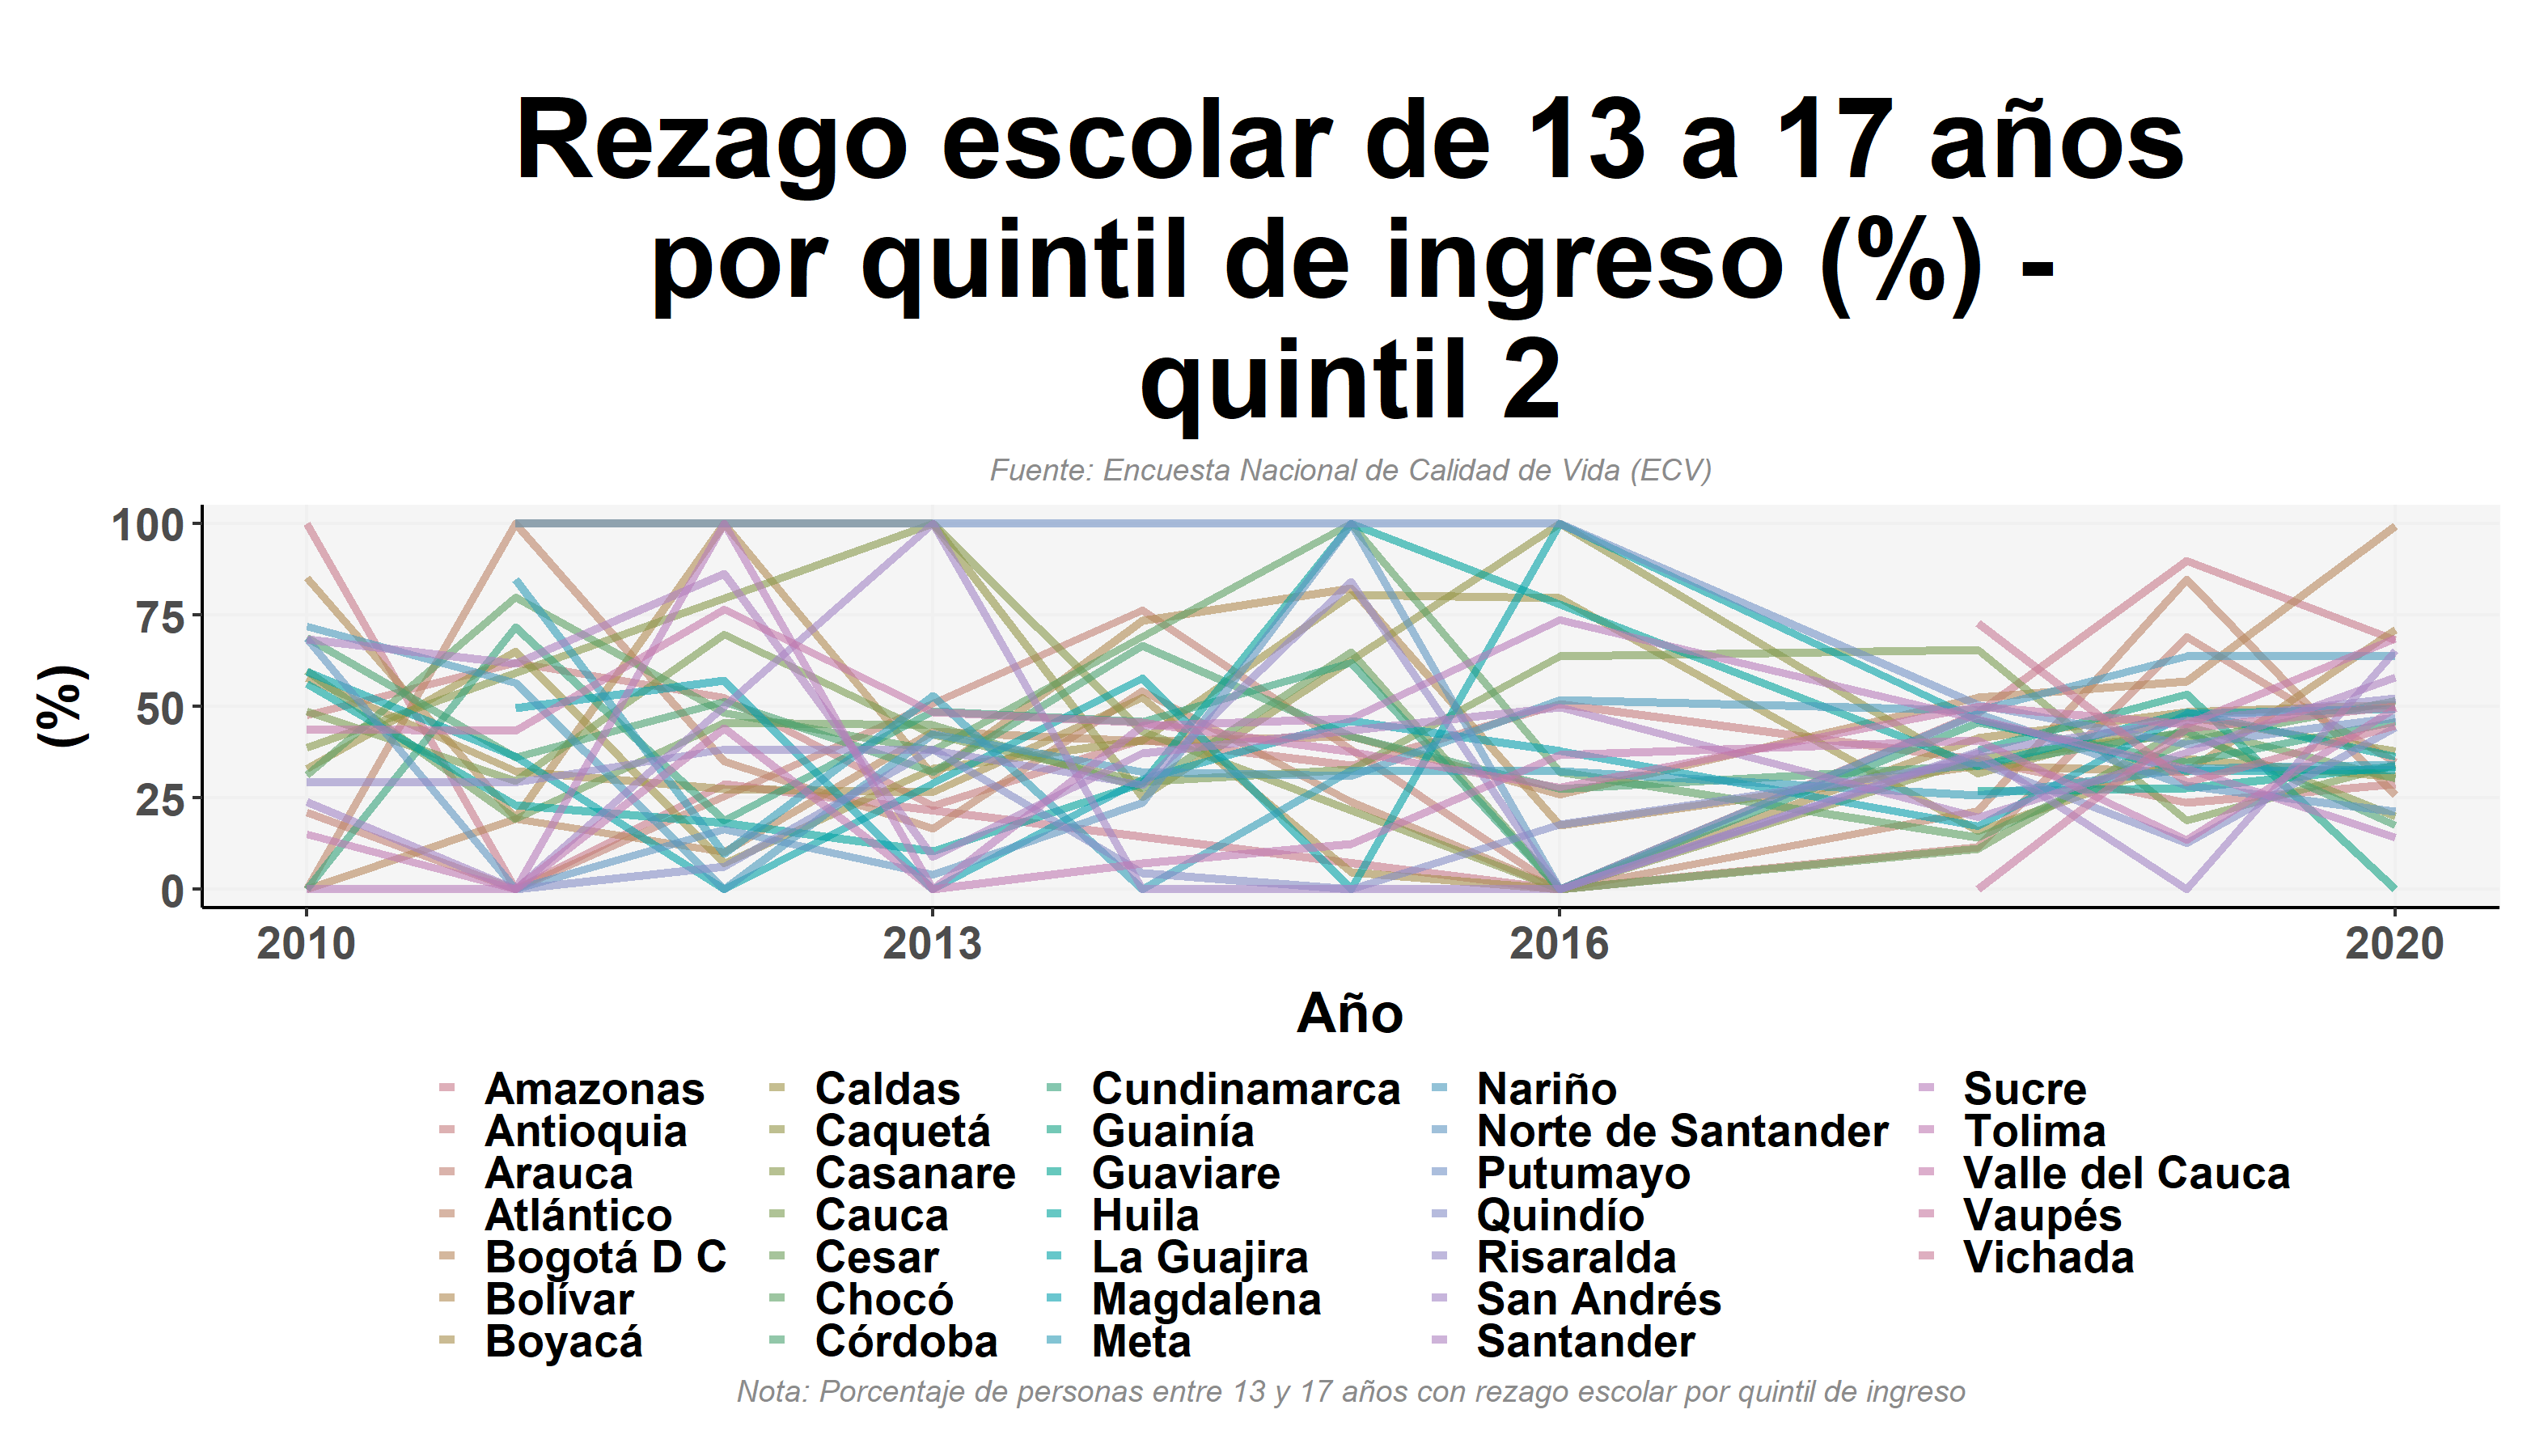 Rezago escolar de 13 a 17 años
por quintil de ingreso (%) -
quintil 2
Fuente: Encuesta Nacional de Calidad de Vida (ECV)
100
75
50
25
0
(%)
2010 2013 2016 2020
Año
Amazonas Caldas Cundinamarca Nariño Sucre
Antioquia Caquetá Guainía Norte de Santander Tolima
Arauca Casanare Guaviare Putumayo Valle del Cauca
Atlántico Cauca Huila Quindío Vaupés
Bogotá D C Cesar La Guajira Risaralda Vichada
Bolívar Chocó Magdalena San Andrés
Boyacá Córdoba Meta Santander
Nota: Porcentaje de personas entre 13 y 17 años con rezago escolar por quintil de ingreso